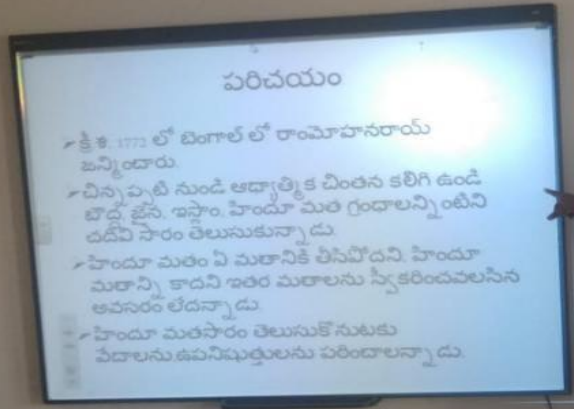 పరిచయం
క్రీ.శ. 1772 లో బెంగాల్ లో రాంమోహనరాయ్
జన్మించారు.
చిన్నప్పటి నుండి ఆధ్యాత్మిక చింతన కలిగి ఉండి
బౌద్ధ, జైన, ఇస్లాం, హిందూ మత గ్రంధాలన్నింటిని
చదివి సారం తెలుసుకున్నాడు.
హిందూ మతం ఏ మతానికి తీసిపోదని, హిందూ
మతాన్ని కాదని ఇతర మతాలను స్వీకరించవలసిన
అవసరం లేదన్నాడు.
హిందూ మతసారం తెలుసుకొనుటకు
వేదాలను,ఉపనిషుత్తులను పఠించాలన్నాడు.